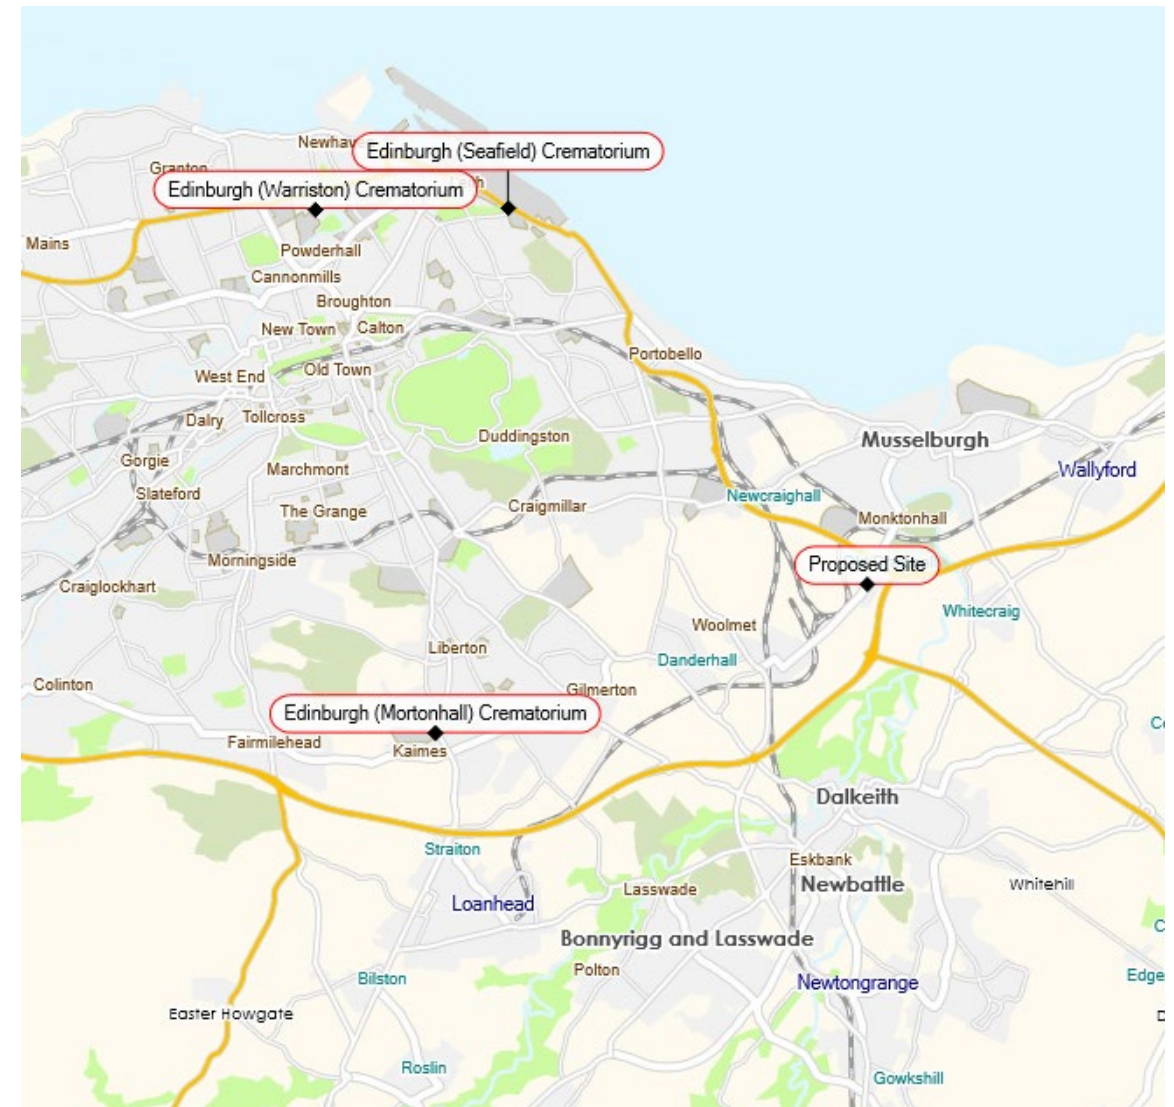 Newhav
Edinburgh (Seafield) Crematorium
Granton
Edinburgh (Warriston) Crematorium
Mains
Powderhall
Cannonmills
Broughton
New Town
Calton
Portobello
West End
Old Town
Dalry
Tollcross
Duddingston
Musselburgh
Gorgie
Marchmont
Wallyford
Slateford
Newcraighall
The Grange
Craigmillar
Monktonhall
Morningside
Proposed Site
Craiglockhart
Whitecraig
Woolmet
Liberton
Danderhall
Colinton
Gilmerton
Edinburgh (Mortonhall) Crematorium
Fairmilehead
Kaimes
Dalkeith
Straiton
Eskbank
Newbattle
Whitehill
Lasswade
Loanhead
Bonnyrigg and Lasswade
Polton
Bilston
Newtongrange
Edge
Easter Howgate
Roslin
Gowkshill